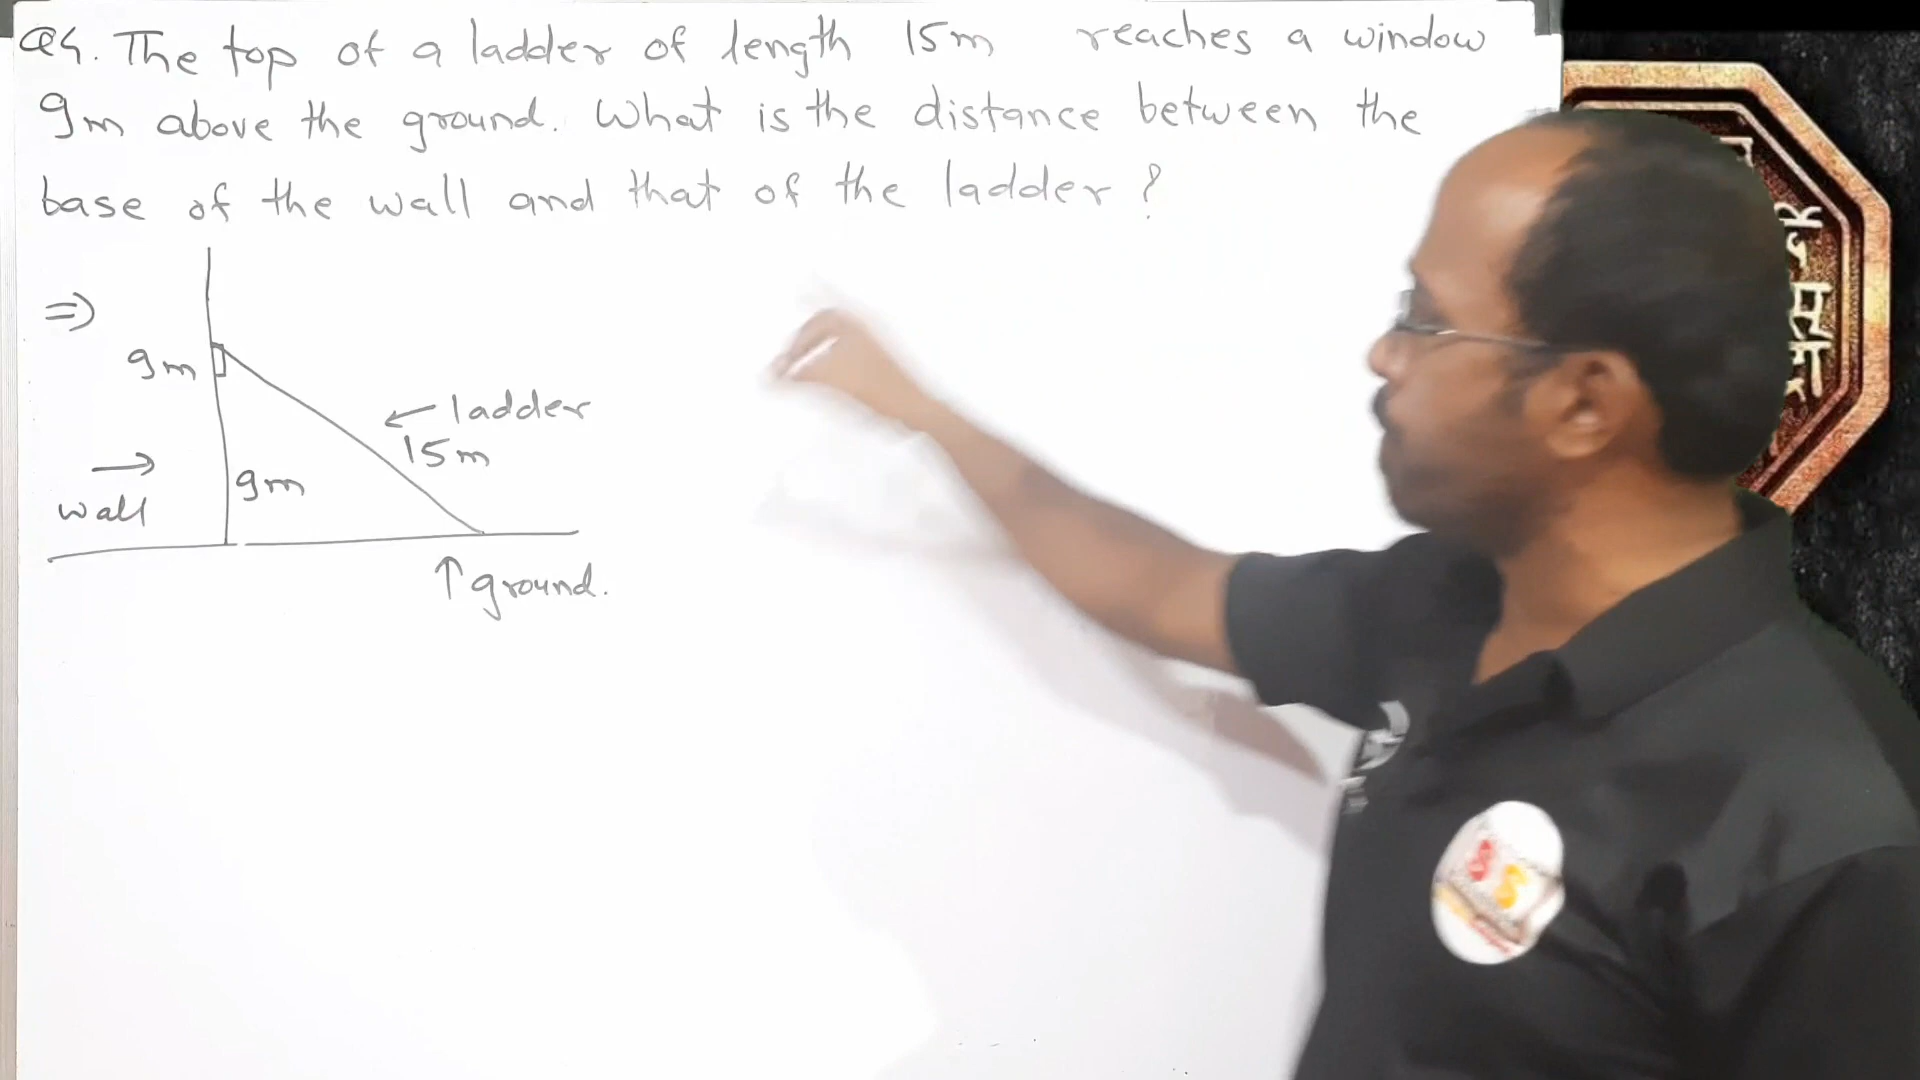 Q4. The top of a ladder of length 15m reaches a window
9m above the ground. What is the distance between the
base of the wall and that of the ladder ?
⇒
9m
← ladder
15m
→
wall
9m
↑ ground.